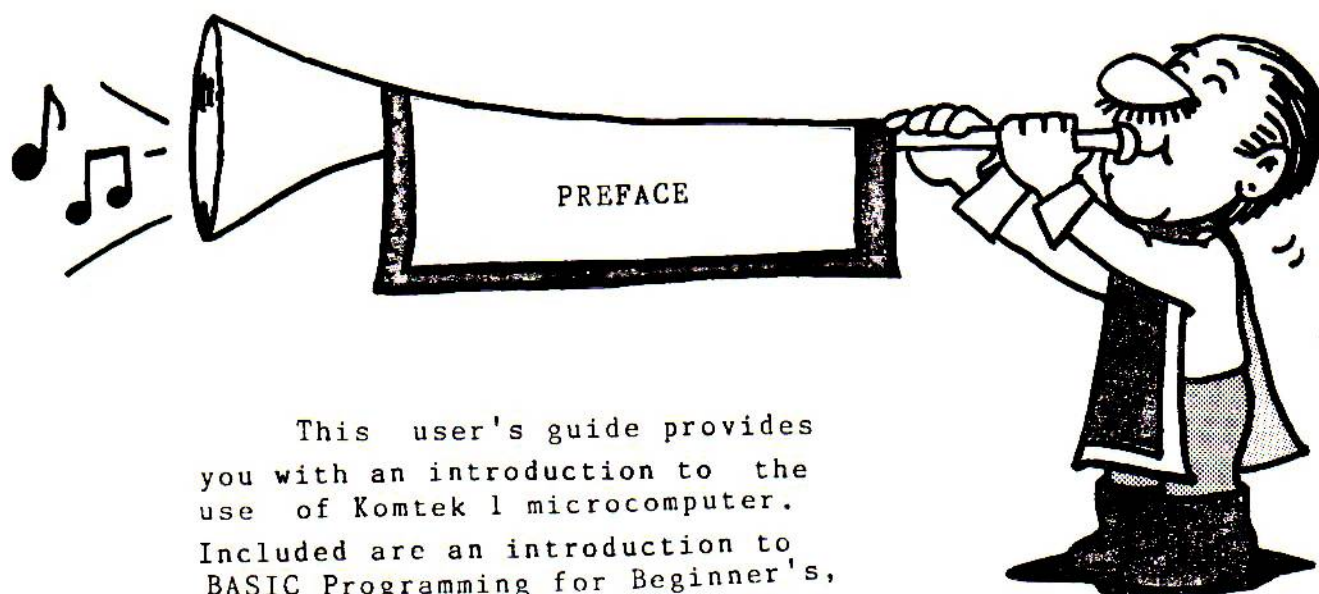 PREFACE
This user's guide provides
you with an introduction to the
use of Komtek 1 microcomputer.
Included are an introduction to
BASIC Programming for Beginner's,